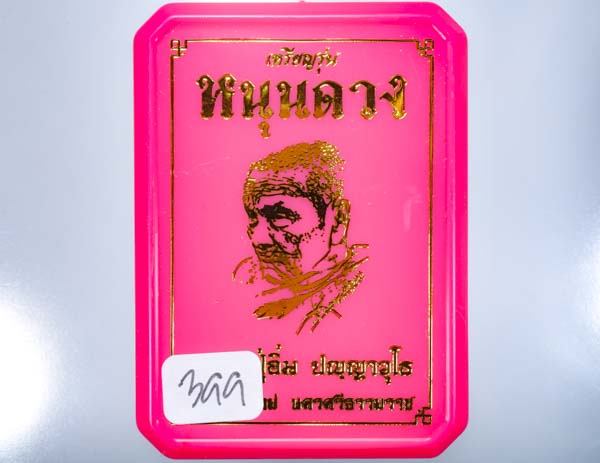 เหรียญรุ่น
หนุนดวง
ปู่อิ่ม ปญฺญาวุโธ
นครศรีธรรมราช
399